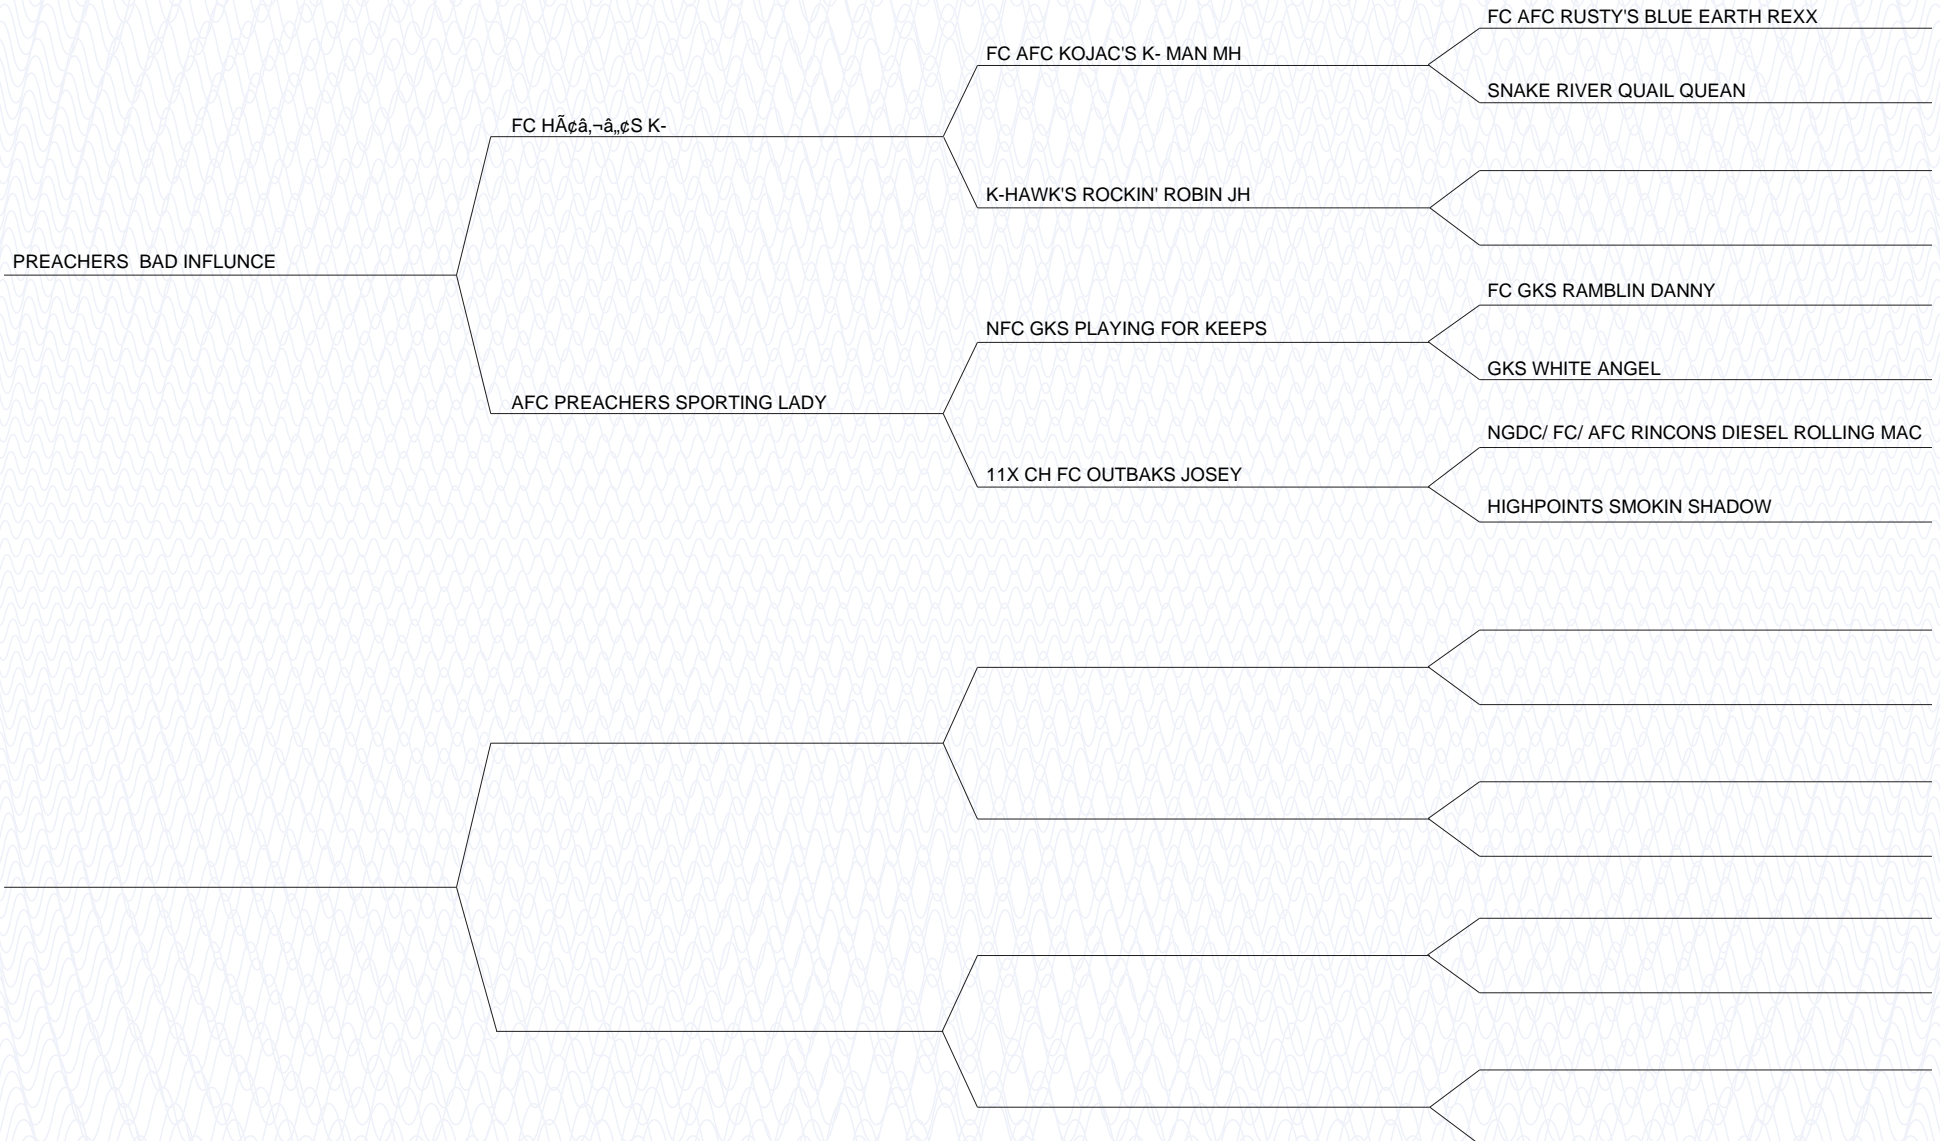 FC AFC RUSTY'S BLUE EARTH REXX
FC AFC KOJAC'S K- MAN MH
SNAKE RIVER QUAIL QUEAN
FC HÃ¢â‚¬â„¢S K-
K-HAWK'S ROCKIN' ROBIN JH
PREACHERS  BAD INFLUNCE
FC GKS RAMBLIN DANNY
NFC GKS PLAYING FOR KEEPS
GKS WHITE ANGEL
AFC PREACHERS SPORTING LADY
NGDC/ FC/ AFC RINCONS DIESEL ROLLING MAC
11X CH FC OUTBAKS JOSEY
HIGHPOINTS SMOKIN SHADOW